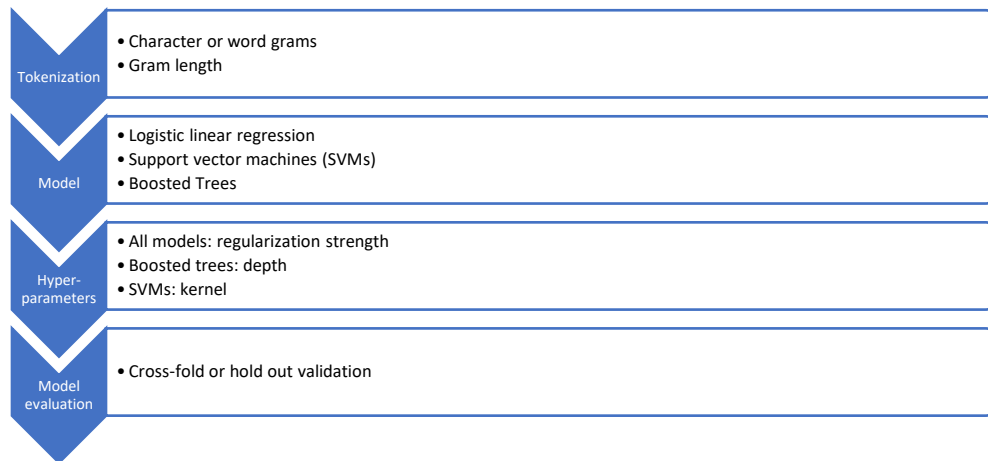 Tokenization
• Character or word grams
• Gram length
Model
• Logistic linear regression
• Support vector machines (SVMs)
• Boosted Trees
Hyper-
parameters
• All models: regularization strength
• Boosted trees: depth
• SVMs: kernel
Model
evaluation
• Cross-fold or hold out validation